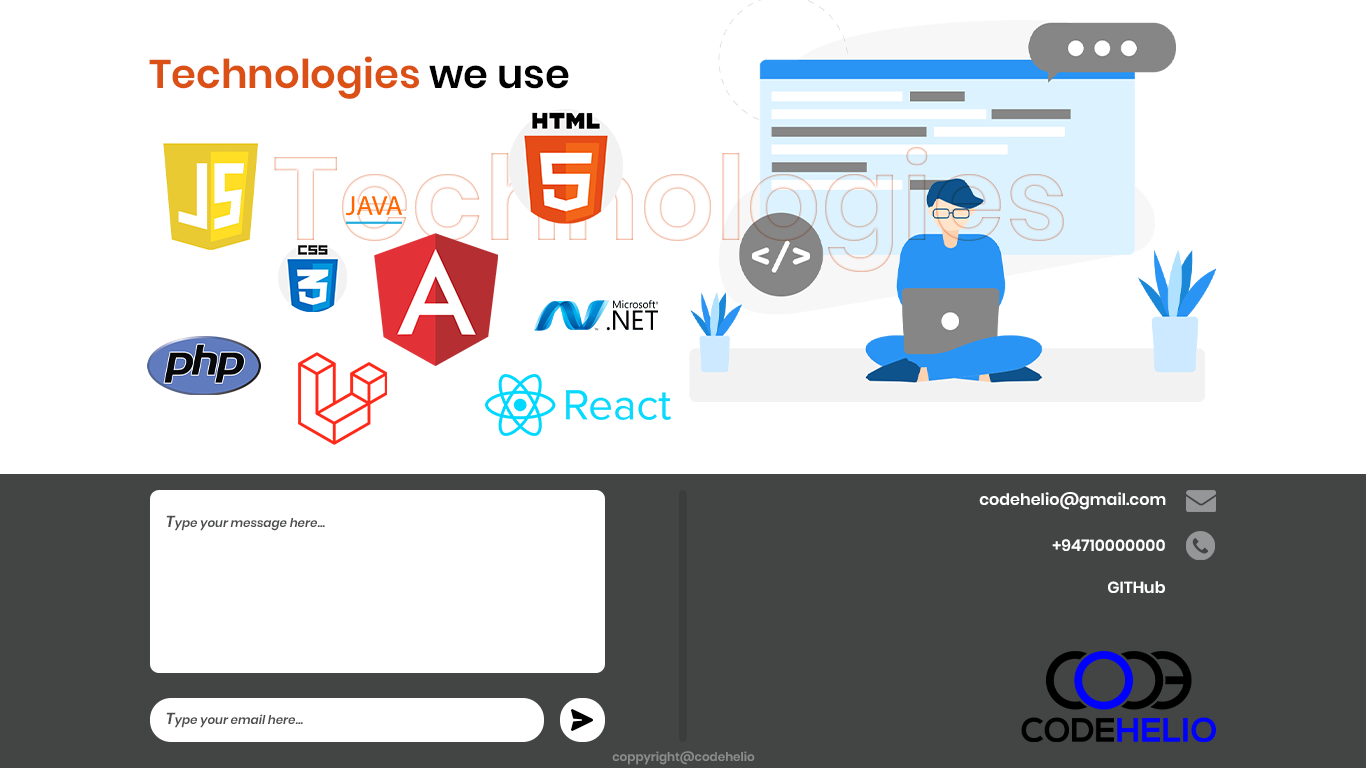 Technologies we use
Technologies
HTML
5
JS
JAVA
CSS
3
A
Microsoft®
.NET
php
React
</>
Type your message here...
Type your email here...
codehelio@gmail.com
+94710000000
GITHub
CODE
CODEHELIO
coppyright@codehelio